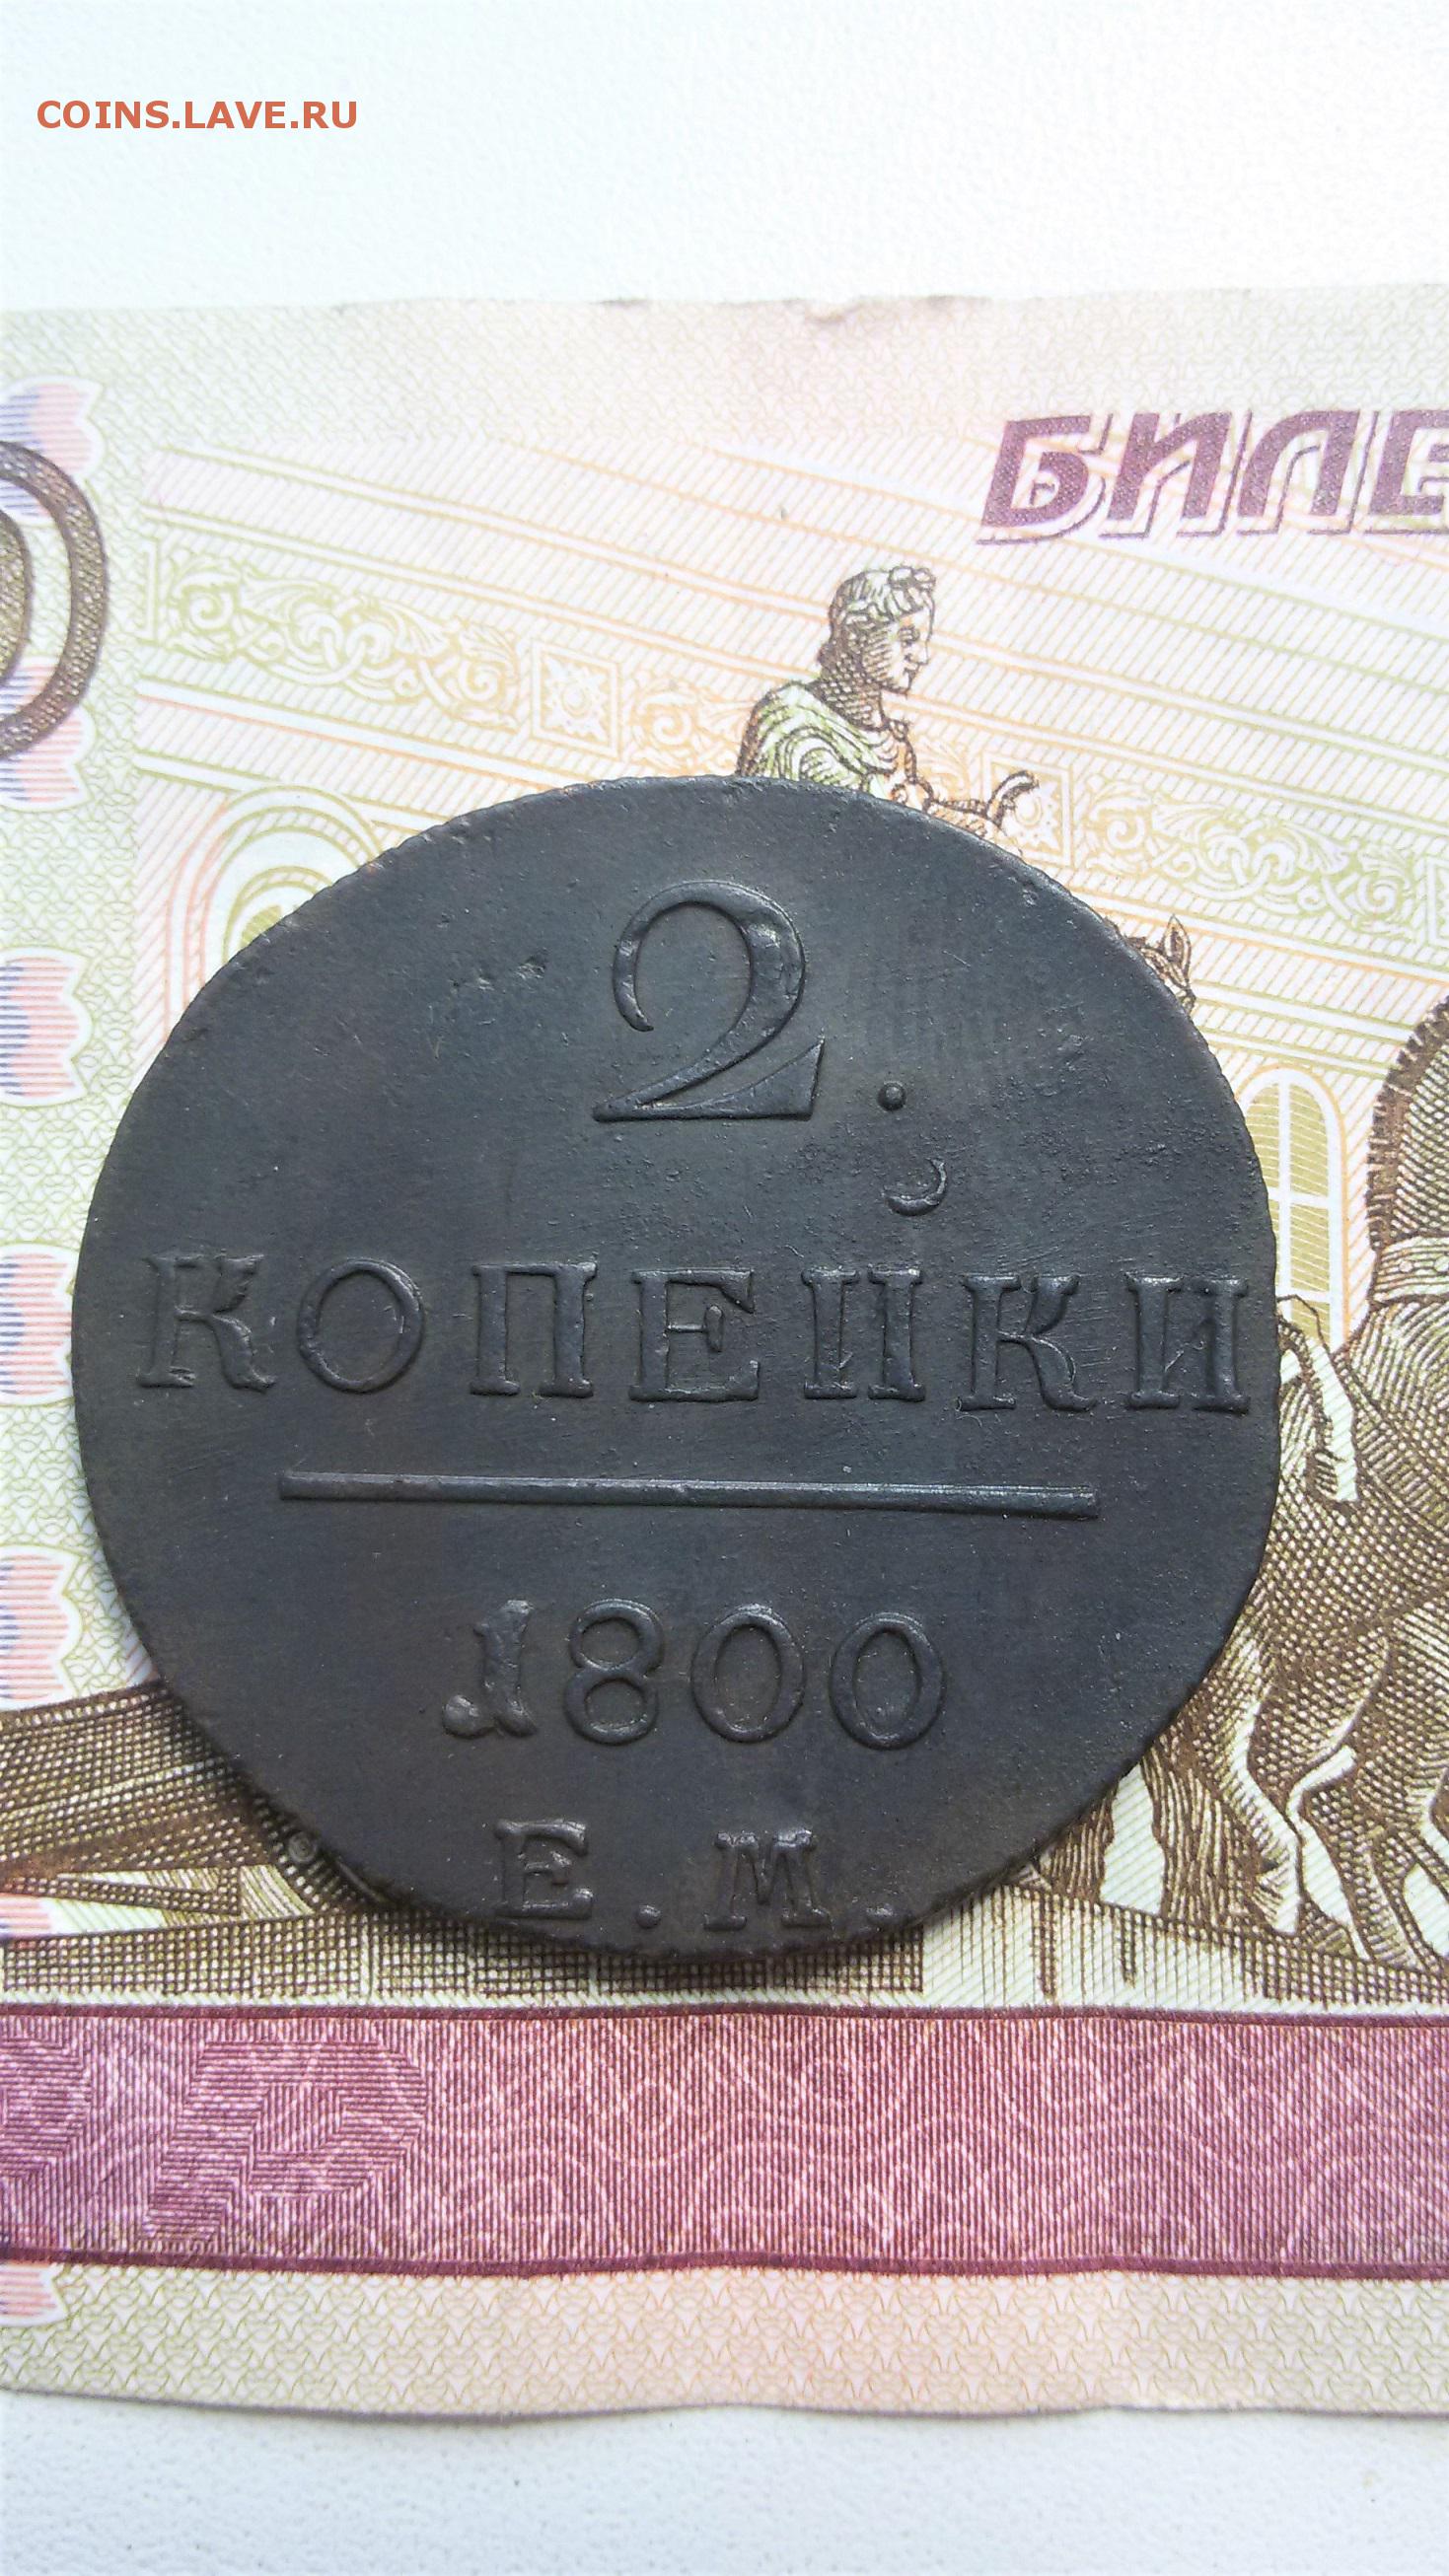 COINS.LAVE.RU
БИЛЕ
2.
КОПЕЙКИ
1800
Е.М.